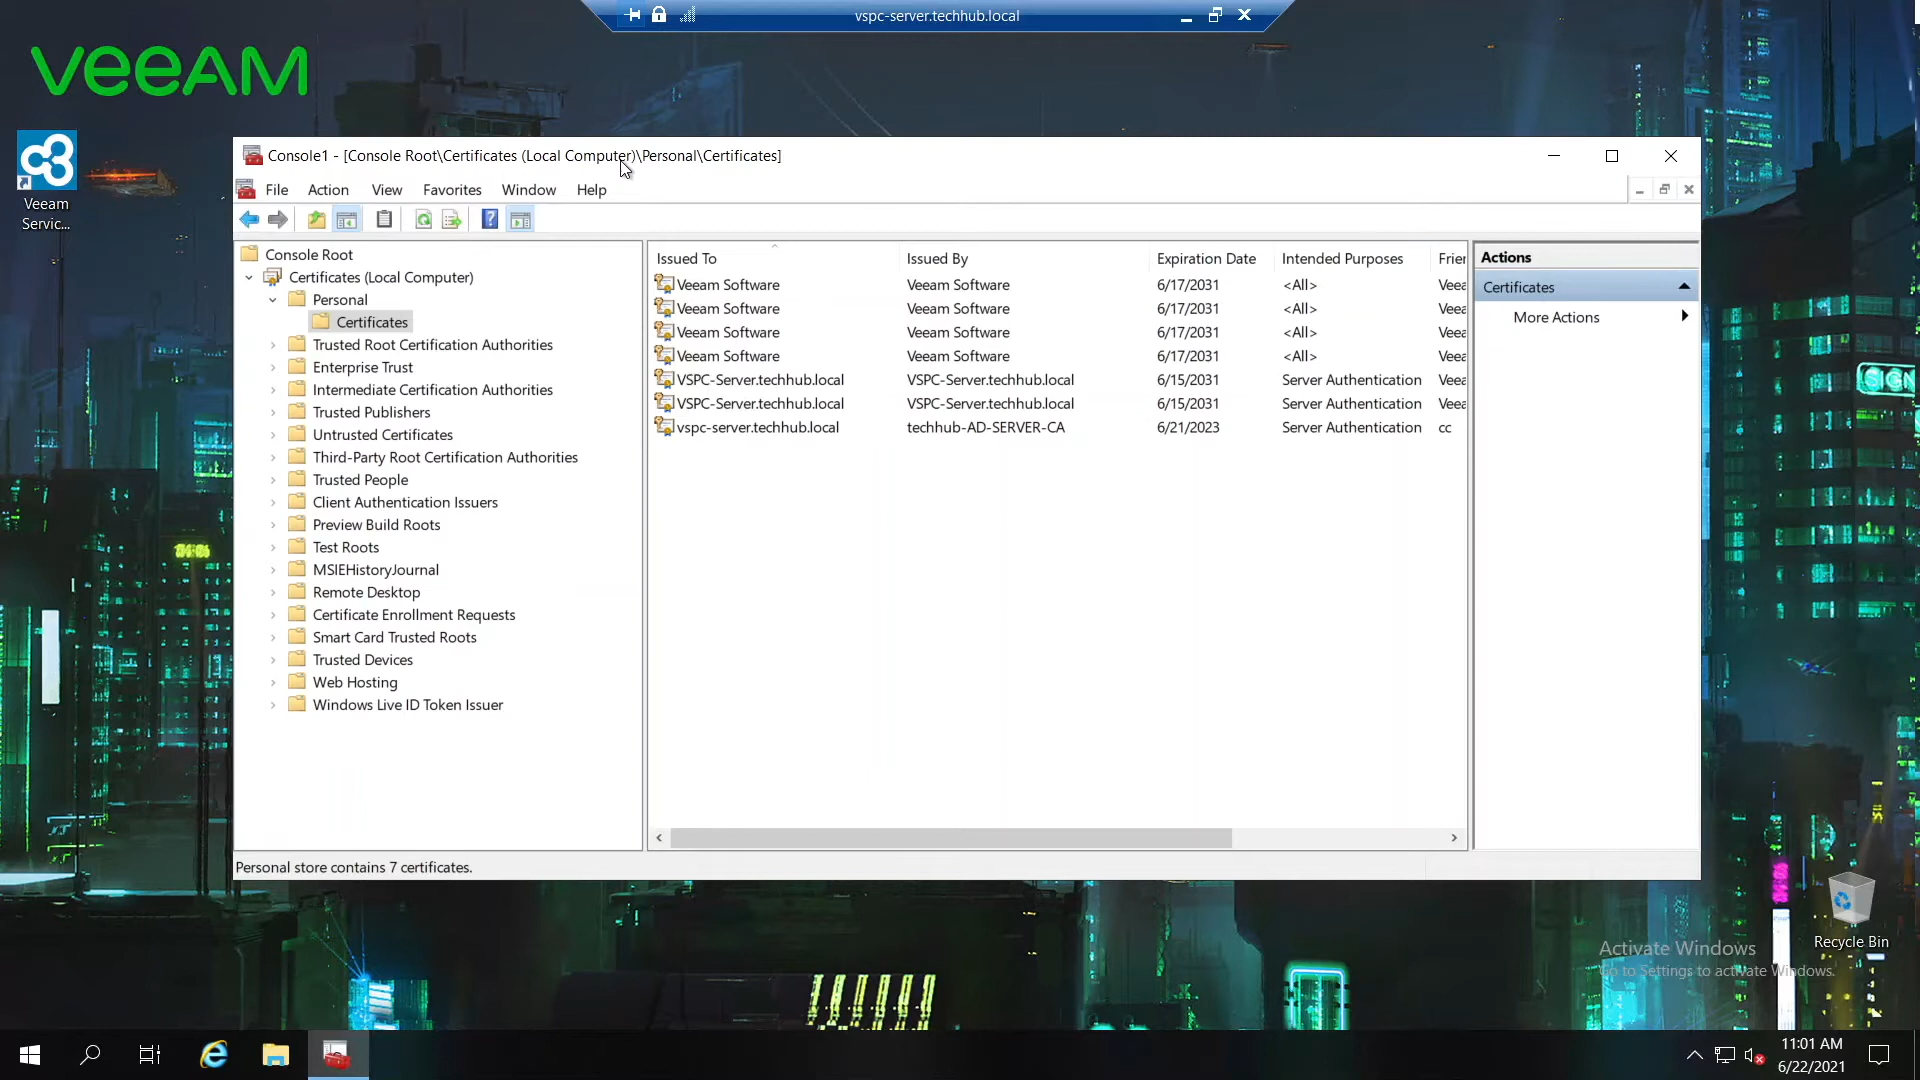 vspc-server.techhub.local
veeAM
Veeam
Servic...
Console1 - [Console Root\Certificates (Local Computer)\Personal\Certificates]
File Action View Favorites Window Help
Console Root
Certificates (Local Computer)
Personal
Certificates
Trusted Root Certification Authorities
Enterprise Trust
Intermediate Certification Authorities
Trusted Publishers
Untrusted Certificates
Third-Party Root Certification Authorities
Trusted People
Client Authentication Issuers
Preview Build Roots
Test Roots
MSIEHistoryJournal
Remote Desktop
Certificate Enrollment Requests
Smart Card Trusted Roots
Trusted Devices
Web Hosting
Windows Live ID Token Issuer
Issued To Issued By Expiration Date Intended Purposes Frier
Veeam Software Veeam Software 6/17/2031 <All> Veea
Veeam Software Veeam Software 6/17/2031 <All> Veea
Veeam Software Veeam Software 6/17/2031 <All> Veea
Veeam Software Veeam Software 6/17/2031 <All> Veea
VSPC-Server.techhub.local VSPC-Server.techhub.local 6/15/2031 Server Authentication Veea
VSPC-Server.techhub.local VSPC-Server.techhub.local 6/15/2031 Server Authentication Veea
vspc-server.techhub.local techhub-AD-SERVER-CA 6/21/2023 Server Authentication cc
Actions
Certificates
More Actions
Personal store contains 7 certificates.
SIGN
Recycle Bin
Activate Windows
Go to Settings to activate Windows.
11:01 AM
6/22/2021